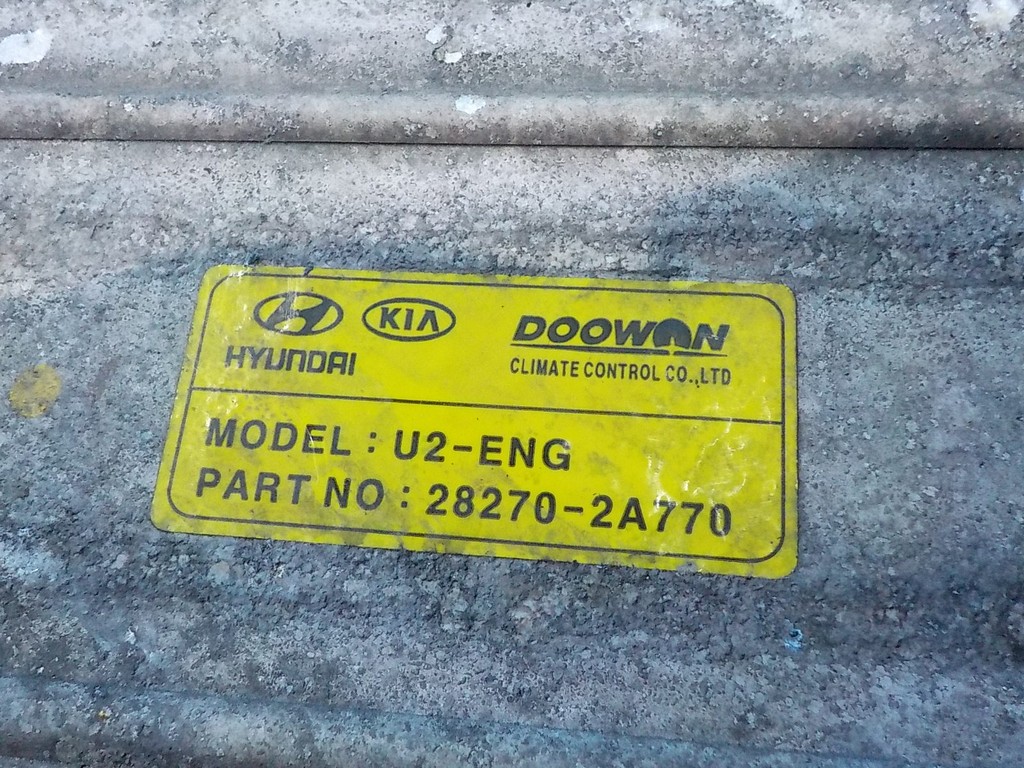 KIA
HYUNDAI
DOOWON
CLIMATE CONTROL CO.,LTD
MODEL : U2-ENG
PART NO : 28270-2A770